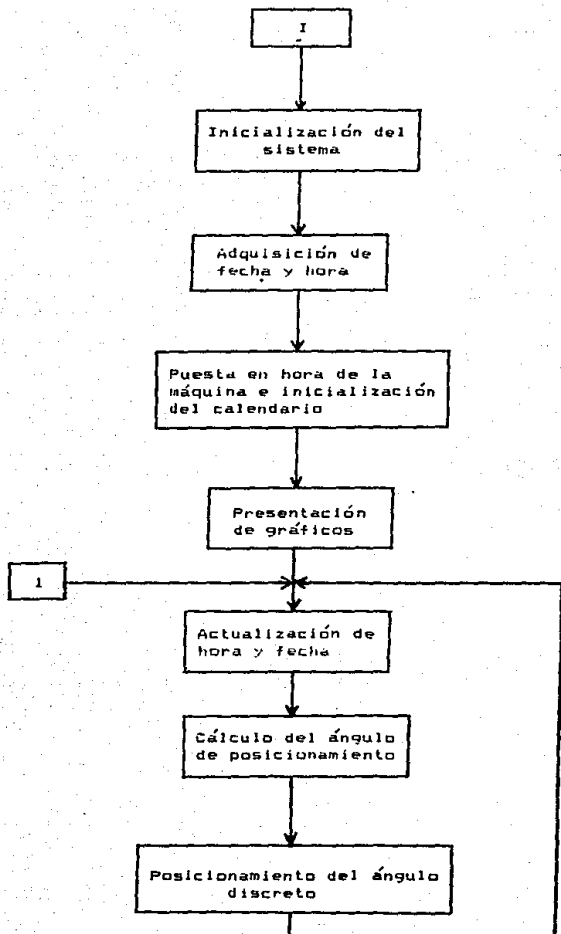 I
Inicialización del
sistema
Adquisición de
fecha y hora
Puesta en hora de la
máquina e inicialización
del calendario
Presentación
de gráficos
1
Actualización de
hora y fecha
Cálculo del ángulo
de posicionamiento
Posicionamiento del ángulo
discreto